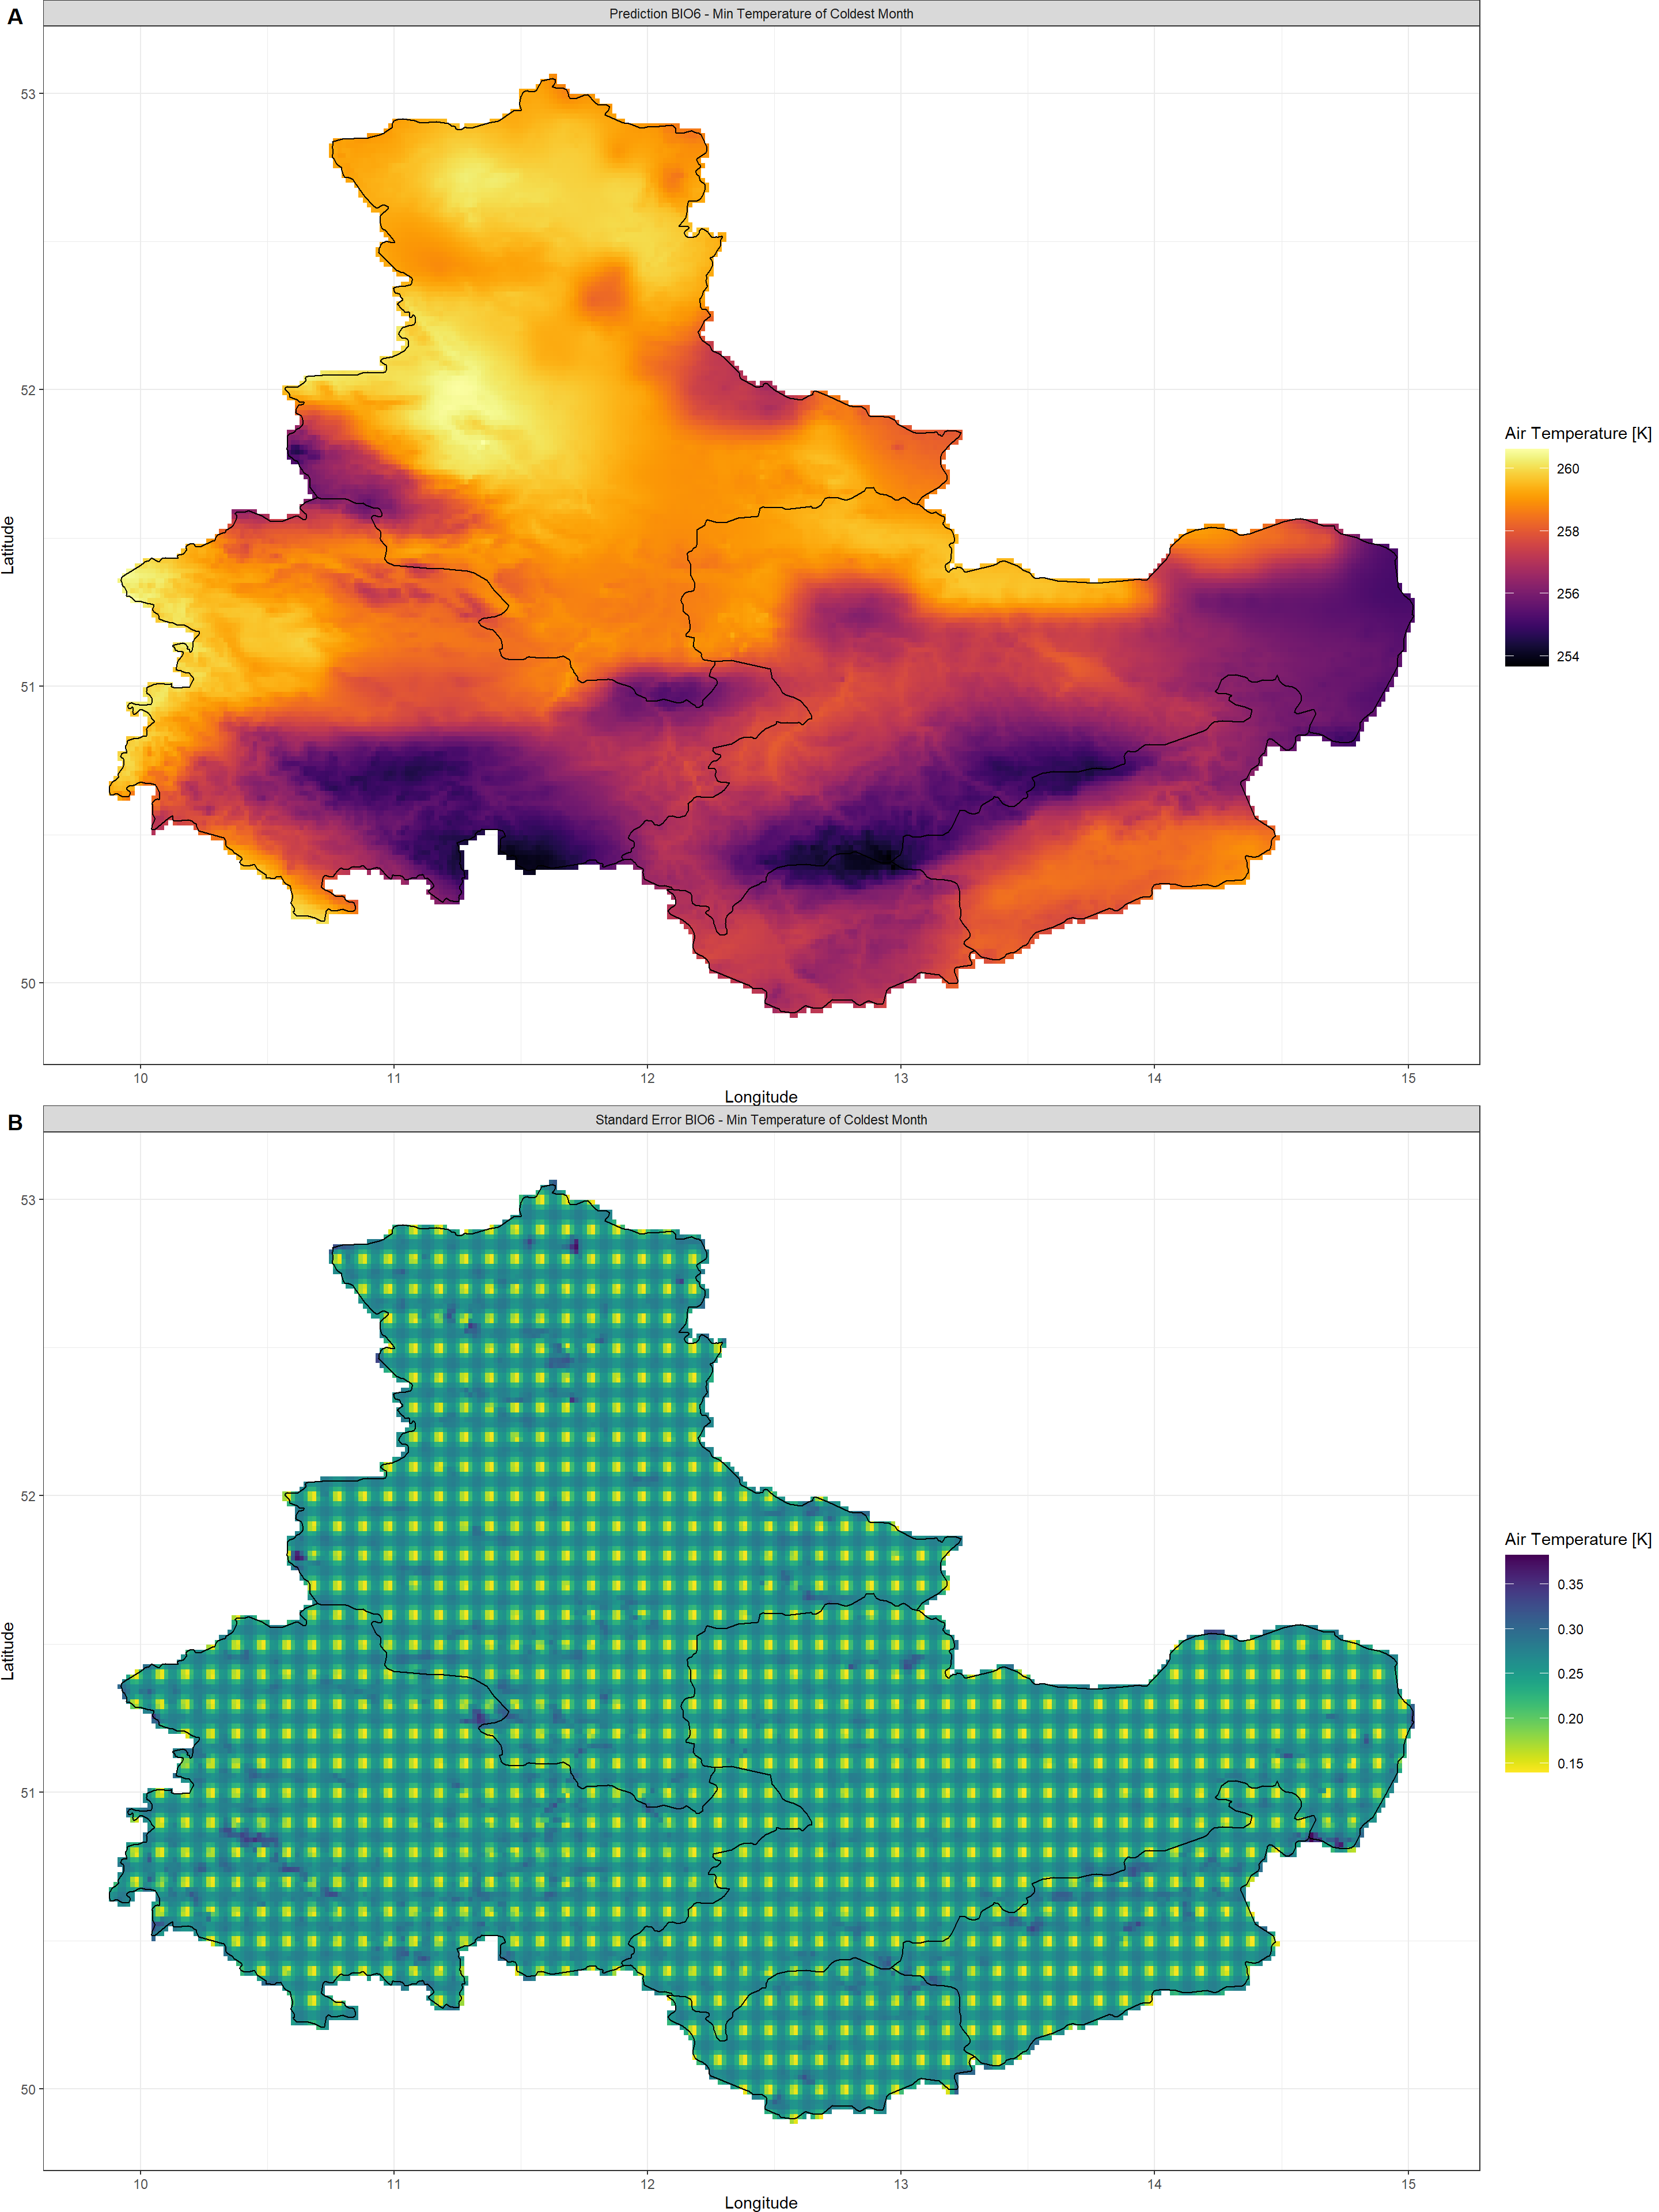 A
Prediction BIO6 - Min Temperature of Coldest Month
53
52
51
50
Latitude
10 11 12 13 14 15
Longitude
Air Temperature [K]
260
258
256
254
B
Standard Error BIO6 - Min Temperature of Coldest Month
53
52
51
50
Latitude
10 11 12 13 14 15
Longitude
Air Temperature [K]
0.35
0.30
0.25
0.20
0.15